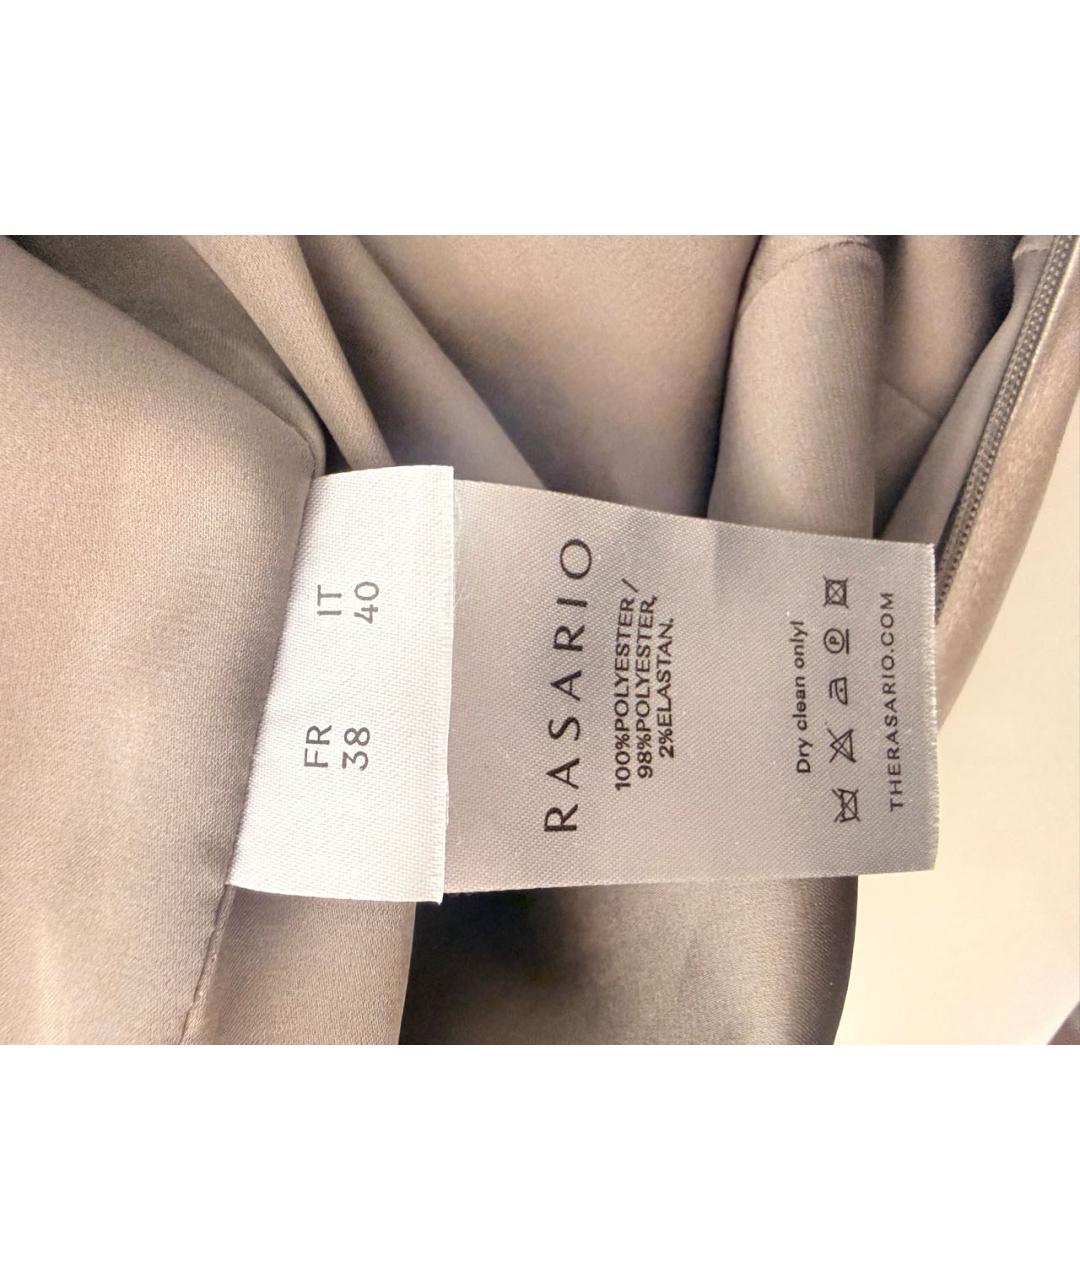 FR IT
38 40
RASARIO
100%POLYESTER/
98%POLYESTER,
2%ELASTAN.
Dry clean only!
P
THERASARIO.COM